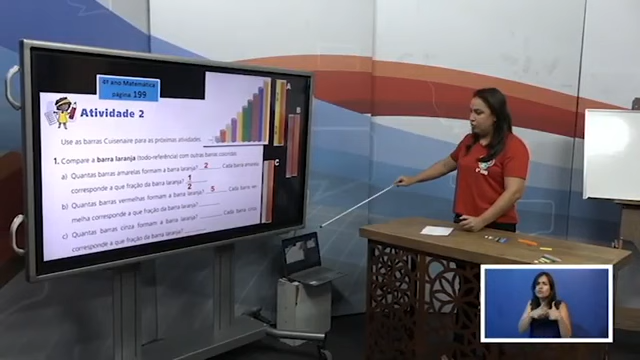 4º ano Matemática
página 199
Atividade 2
Use as barras Cuisenaire para as próximas atividades.
1. Compare a barra laranja (todo-referência) com outras barras coloridas.
a) Quantas barras amarelas formam a barra laranja? 2 Cada barra amarela
corresponde a que fração da barra laranja? 1
2
b) Quantas barras vermelhas formam a barra laranja? 5 Cada barra ver-
melha corresponde a que fração da barra laranja?
c) Quantas barras cinza formam a barra laranja? Cada barra cinza
corresponde a que fração da barra laranja?
A
B
C